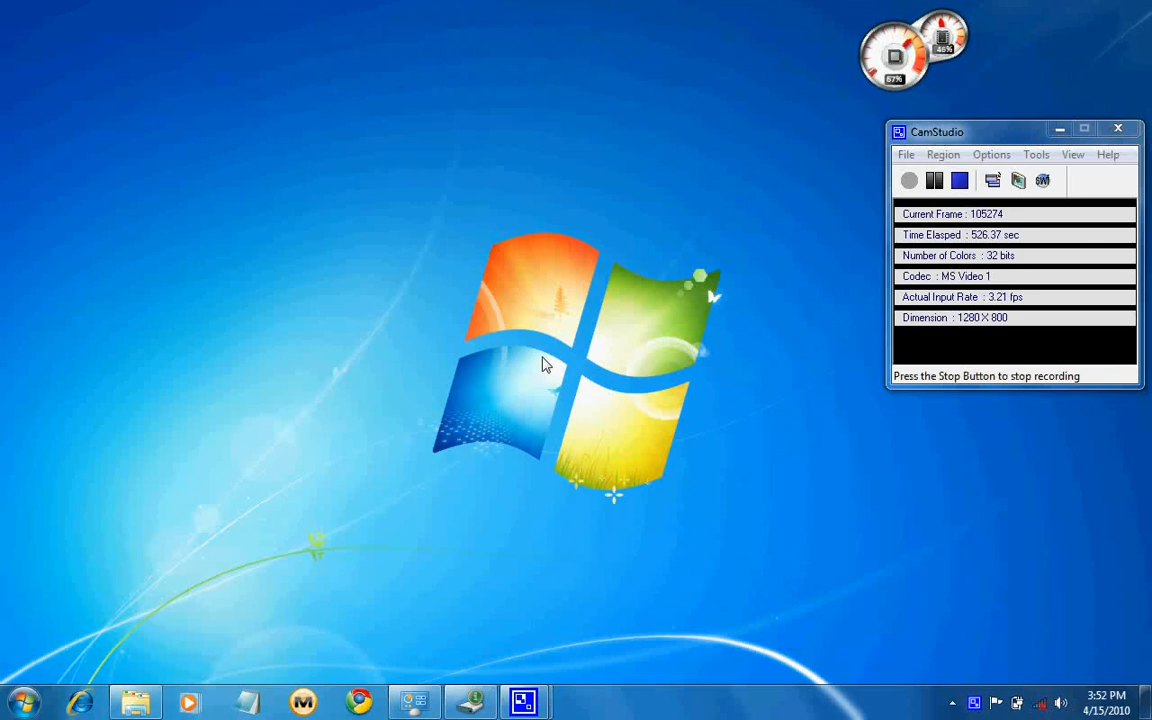 46%
67%
CamStudio
File Region Options Tools View Help
Current Frame : 105274
Time Elasped : 526.37 sec
Number of Colors : 32 bits
Codec : MS Video 1
Actual Input Rate : 3.21 fps
Dimension : 1280 X 800
Press the Stop Button to stop recording
3:52 PM
4/15/2010